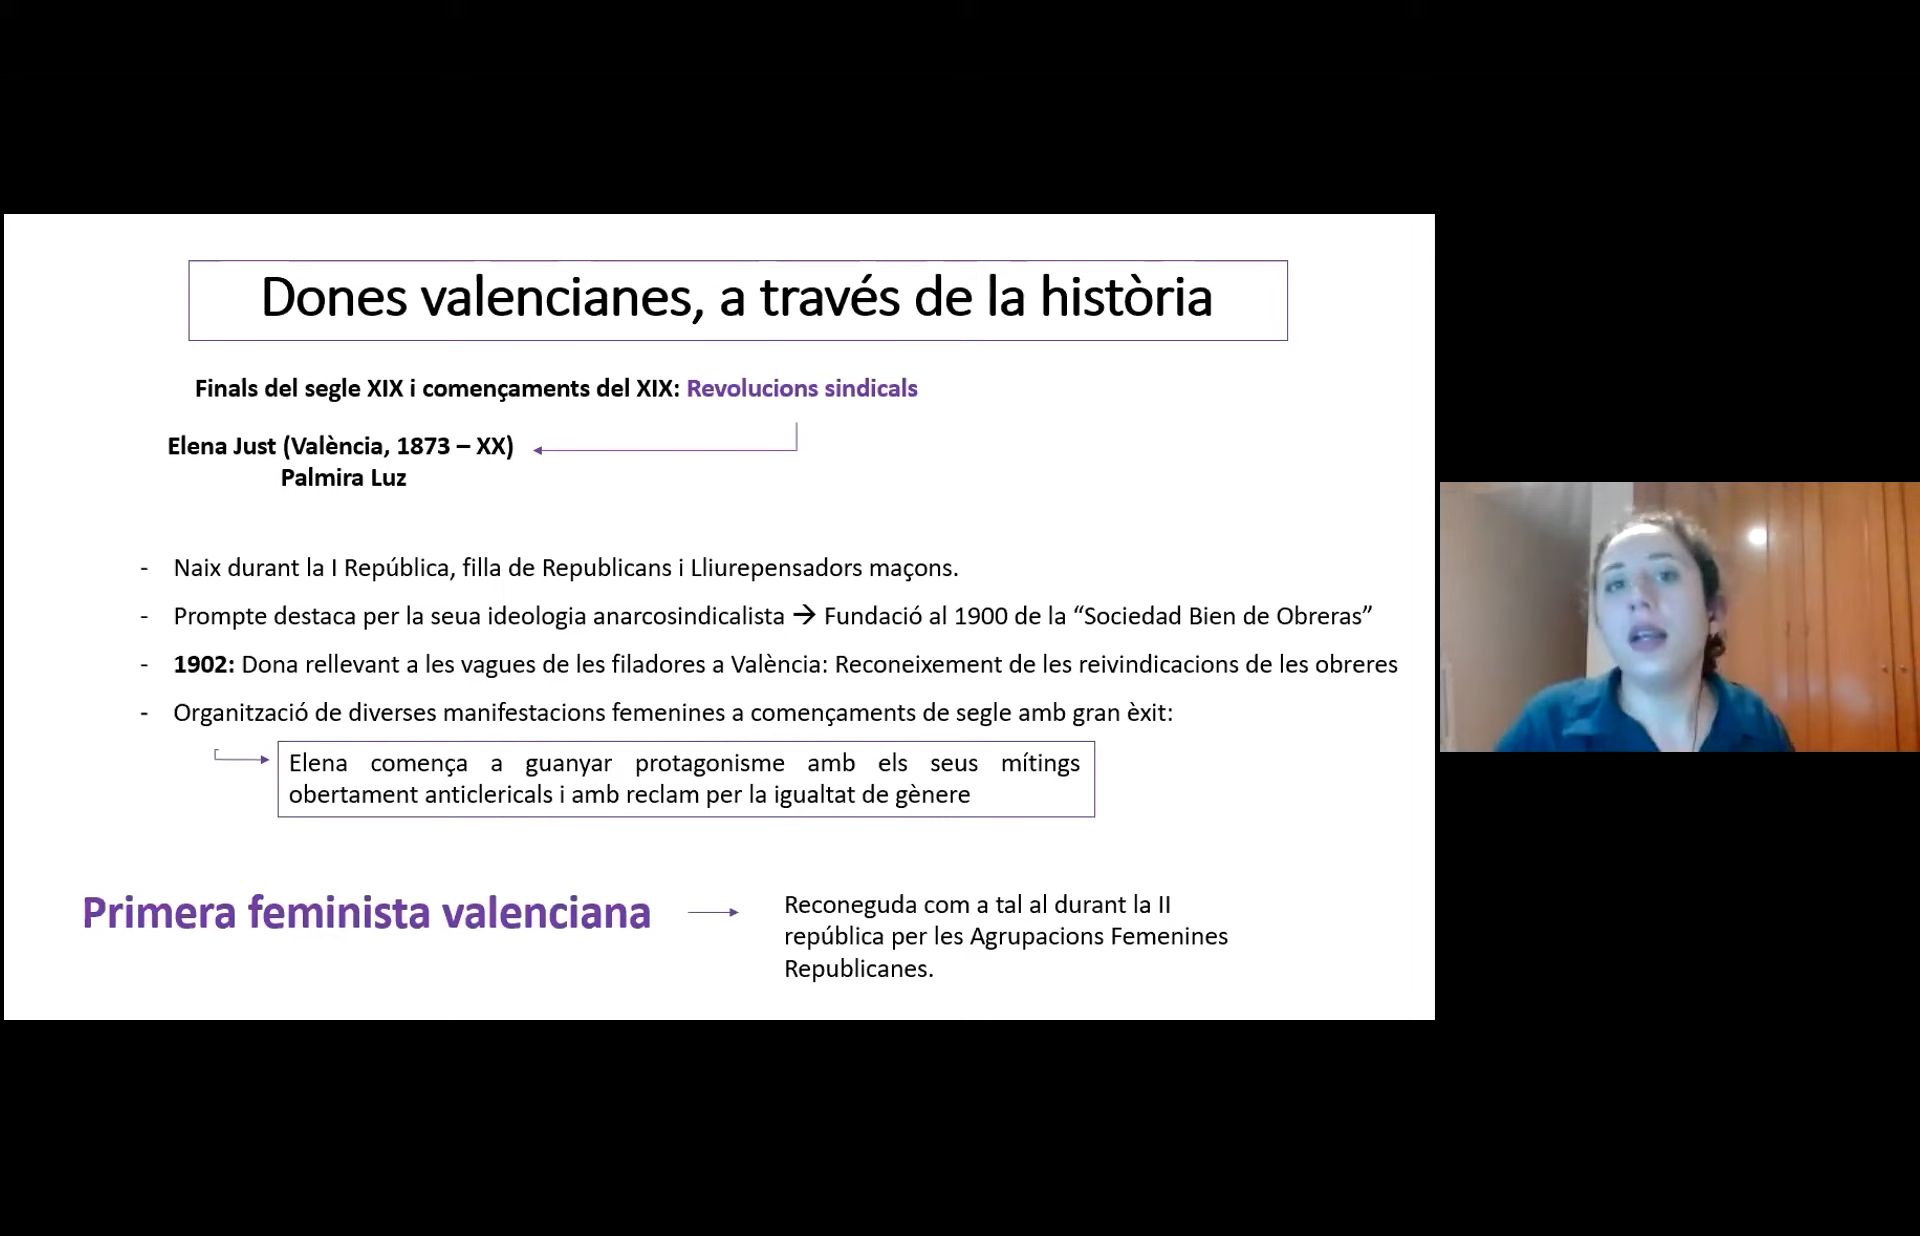 Dones valencianes, a través de la història
Finals del segle XIX i començaments del XIX: Revolucions sindicals
Elena Just (València, 1873 – XX)
Palmira Luz
- Naix durant la I República, filla de Republicans i Lliurepensadors maçons.
- Prompte destaca per la seua ideologia anarcosindicalista → Fundació al 1900 de la “Sociedad Bien de Obreras”
- 1902: Dona rellevant a les vagues de les filadores a València: Reconeixement de les reivindicacions de les obreres
- Organització de diverses manifestacions femenines a començaments de segle amb gran èxit:
Elena comença a guanyar protagonisme amb els seus mítings
obertament anticlericals i amb reclam per la igualtat de gènere
Primera feminista valenciana
Reconeguda com a tal al durant la II
república per les Agrupacions Femenines
Republicanes.